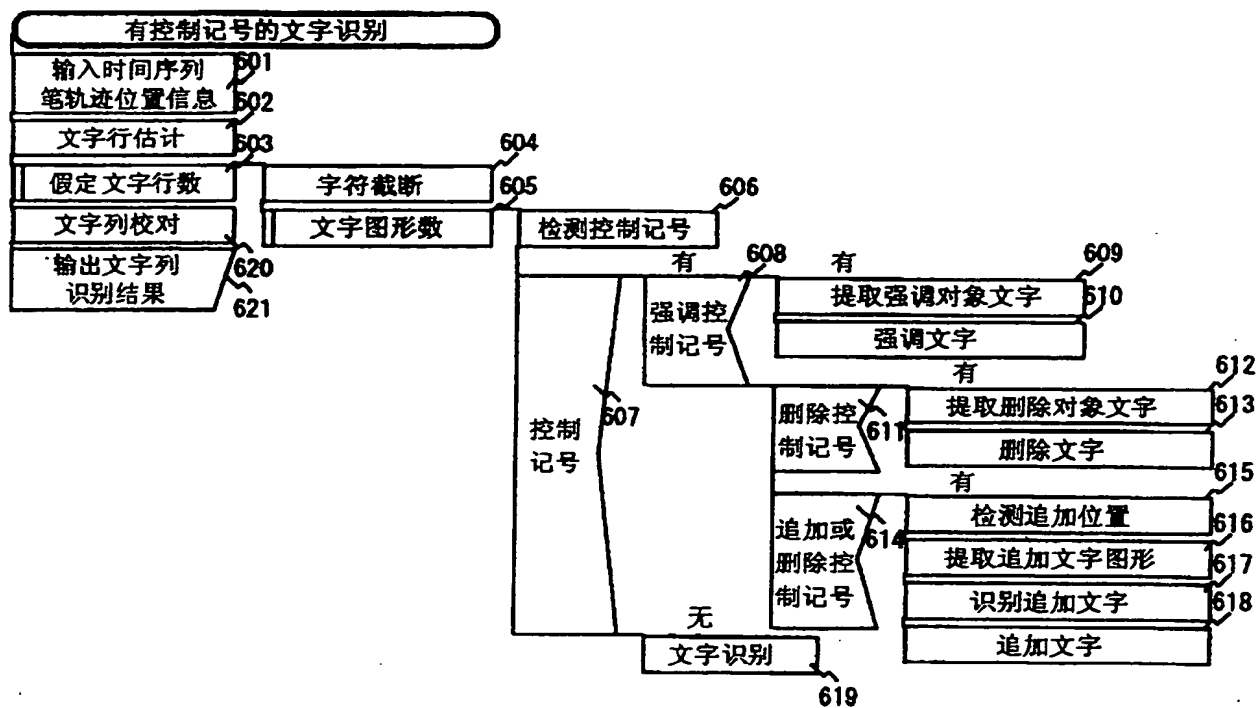 有控制记号的文字识别
输入时间序列
笔轨迹位置信息
601
602
文字行估计
603
假定文字行数
604
字符截断
605
文字图形数
606
检测控制记号
文字列校对
620
输出文字列
识别结果
621
有
608
有
609
强调控
制记号
提取强调对象文字
610
强调文字
607
控制
记号
有
612
删除控
制记号
611
提取删除对象文字
613
删除文字
有
615
追加或
删除控
制记号
614
检测追加位置
616
提取追加文字图形
617
识别追加文字
618
追加文字
无
文字识别
619